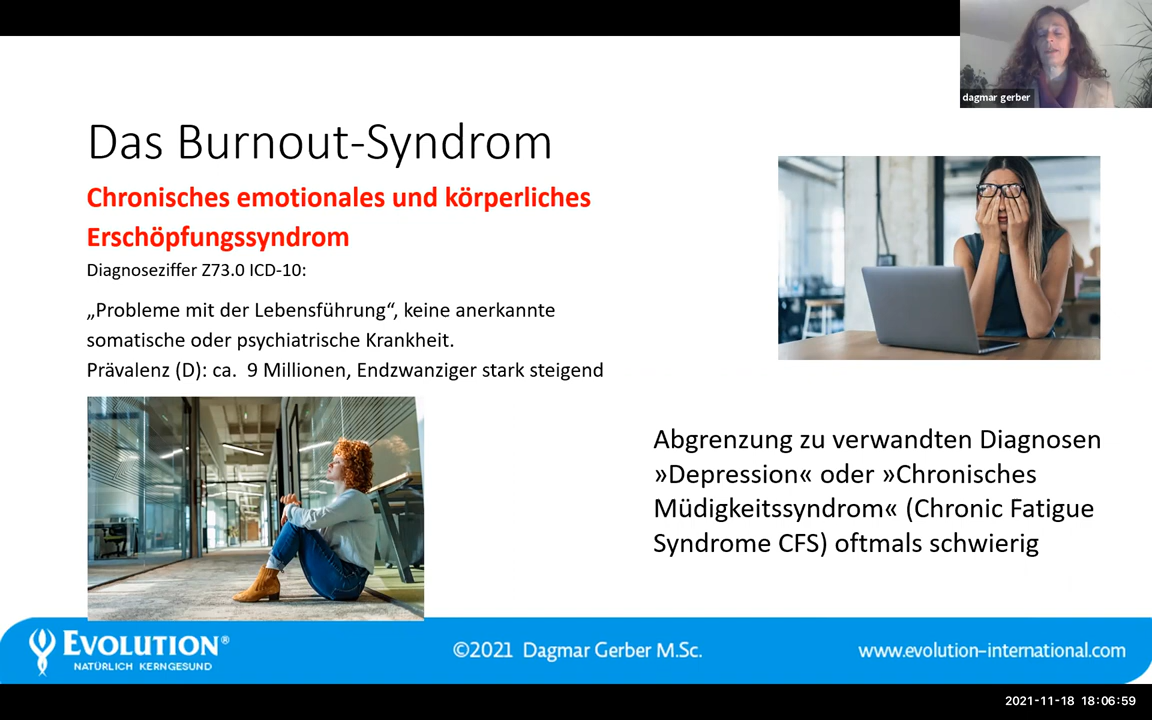 dagmar gerber
Das Burnout-Syndrom
Chronisches emotionales und körperliches
Erschöpfungssyndrom
Diagnoseziffer Z73.0 ICD-10:
„Probleme mit der Lebensführung“, keine anerkannte
somatische oder psychiatrische Krankheit.
Prävalenz (D): ca.  9 Millionen, Endzwanziger stark steigend
Abgrenzung zu verwandten Diagnosen
»Depression« oder »Chronisches
Müdigkeitssyndrom« (Chronic Fatigue
Syndrome CFS) oftmals schwierig
EVOLUTION®
NATÜRLICH KERNGESUND
©2021 Dagmar Gerber M.Sc.
www.evolution-international.com
2021-11-18 18:06:59